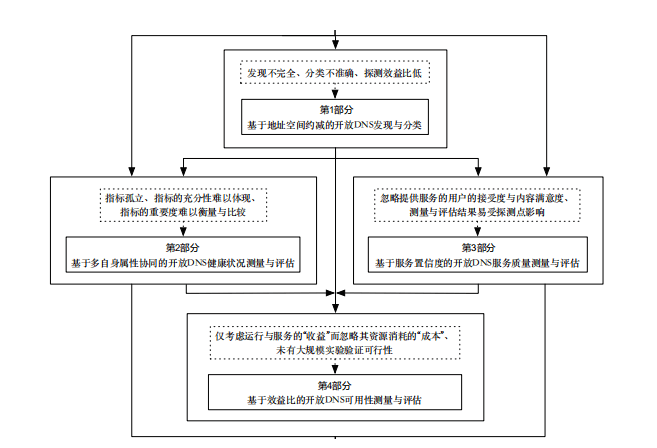 发现不完全、分类不准确、探测效益比低
第1部分
基于地址空间约减的开放DNS发现与分类
指标孤立、指标的充分性难以体现、
指标的重要度难以衡量与比较
第2部分
基于多自身属性协同的开放DNS健康状况测量与评估
忽略提供服务的用户的接受度与内容满意度、
测量与评估结果易受探测点影响
第3部分
基于服务置信度的开放DNS服务质量测量与评估
仅考虑运行与服务的“收益”而忽略其资源消耗的“成本”、
未有大规模实验验证可行性
第4部分
基于效益比的开放DNS可用性测量与评估